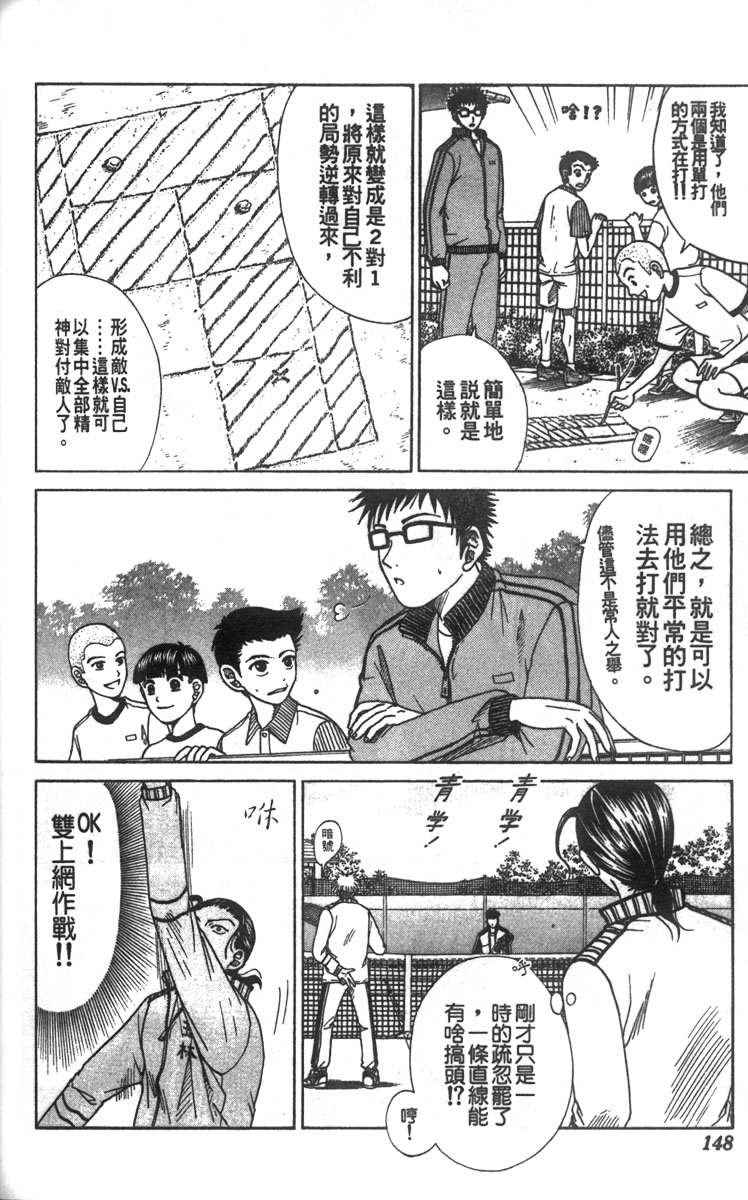 我知道了，他們
兩個是用單打
的方式在打!!
啥!?
簡單地
說就是
這樣。
這樣就變成是2對1
，將原來對自己不利
的局勢逆轉過來，
形成敵V.S.自己
……這樣就可
以集中全部精
神對付敵人了。
總之，就是可以
用他們平常的打
法去打就對了。
儘管這不是常人之舉。
青学!
青学!
暗號
呼
剛才只是一
時的疏忽罷了
，一條直線能
有啥搞頭!?
哼!
咻
OK!
雙上網作戰!!
玉林
148